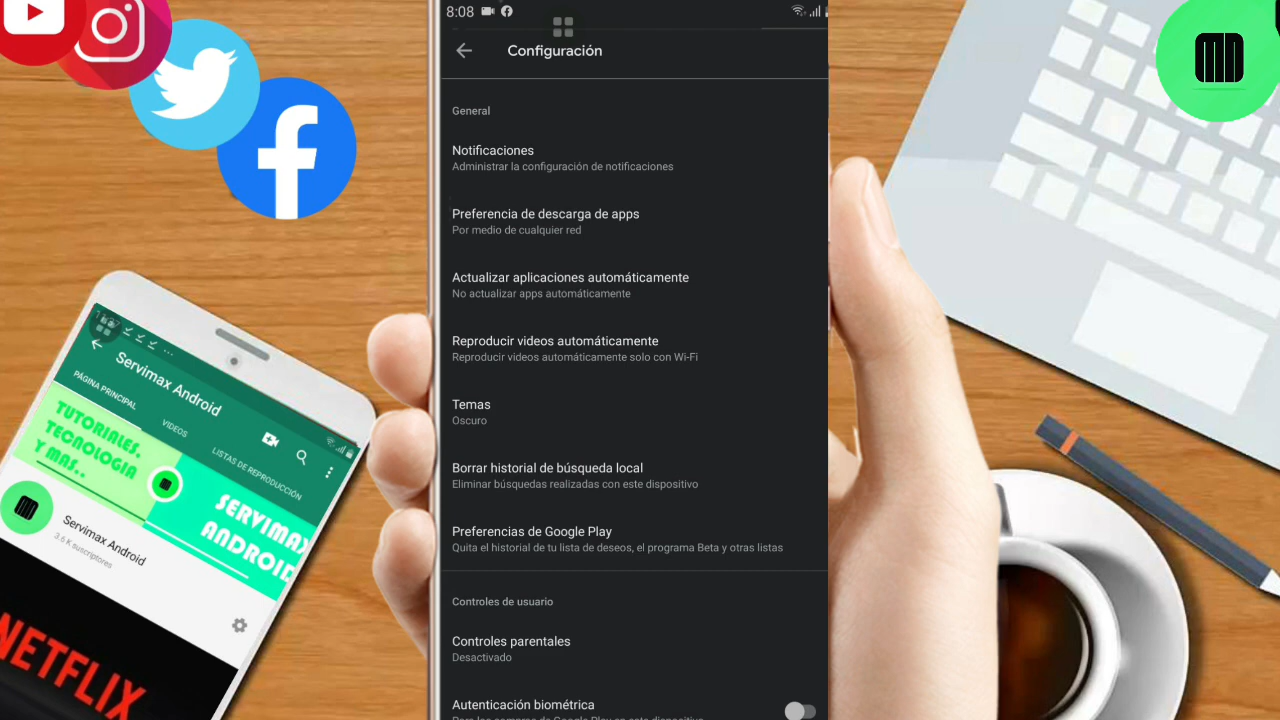 8:08
Configuración
General
Notificaciones
Administrar la configuración de notificaciones
Preferencia de descarga de apps
Por medio de cualquier red
Actualizar aplicaciones automáticamente
No actualizar apps automáticamente
Reproducir videos automáticamente
Reproducir videos automáticamente solo con Wi-Fi
Temas
Oscuro
Borrar historial de búsqueda local
Eliminar búsquedas realizadas con este dispositivo
Preferencias de Google Play
Quita el historial de tu lista de deseos, el programa Beta y otras listas
Controles de usuario
Controles parentales
Desactivado
Autenticación biométrica
Servimax Android
PÁGINA PRINCIPAL
VIDEOS
LISTAS DE REPRODUCCIÓN
TUTORIALES.
TECNOLOGIA
Y MAS..
SERVIMAX
ANDROID
Servimax Android
3.6 K suscriptores
NETFLIX